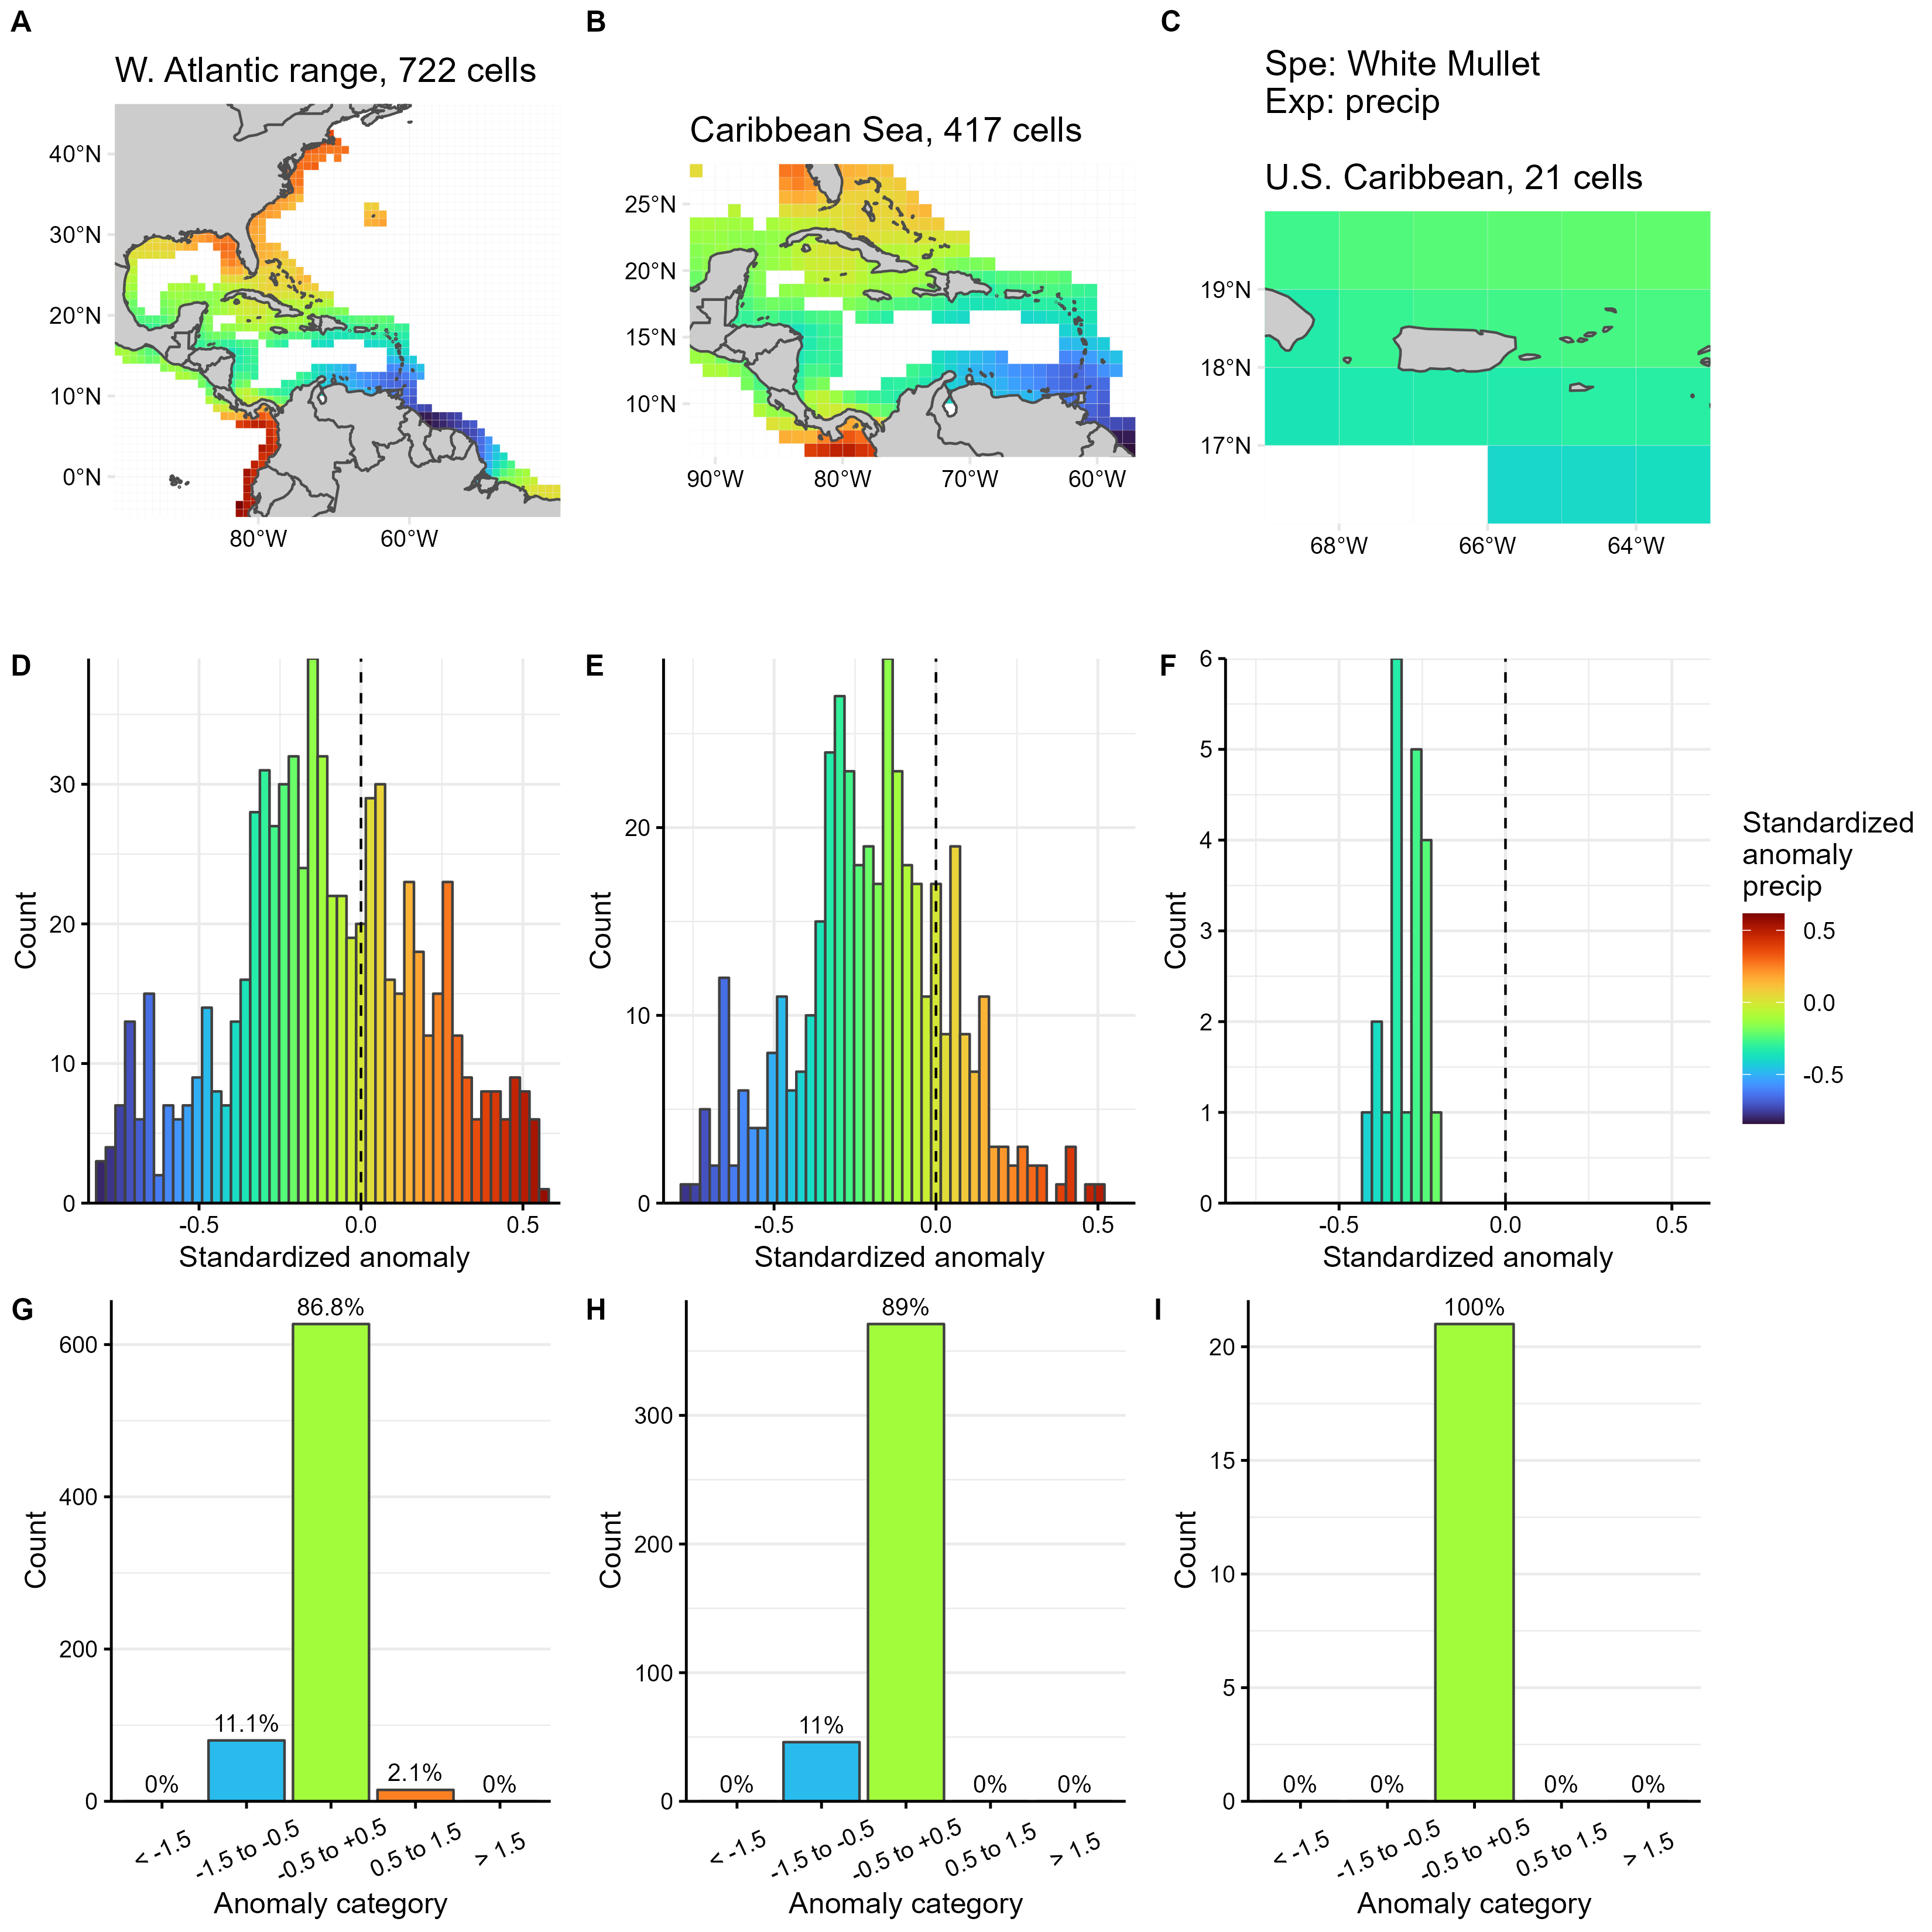 A
W. Atlantic range, 722 cells
40°N
30°N
20°N
10°N
0°N
80°W
60°W
B
Caribbean Sea, 417 cells
25°N
20°N
15°N
10°N
90°W
80°W
70°W
60°W
C
Spe: White Mullet
Exp: precip
U.S. Caribbean, 21 cells
19°N
18°N
17°N
68°W
66°W
64°W
D
Count
30
20
10
0
-0.5
0.0
0.5
Standardized anomaly
E
Count
20
10
0
-0.5
0.0
0.5
Standardized anomaly
F
Count
6
5
4
3
2
1
0
-0.5
0.0
0.5
Standardized anomaly
Standardized
anomaly
precip
0.5
0.0
-0.5
G
Count
600
400
200
0
0%
11.1%
86.8%
2.1%
0%
< -1.5
-1.5 to -0.5
-0.5 to +0.5
0.5 to 1.5
> 1.5
Anomaly category
H
Count
300
200
100
0
0%
11%
89%
0%
0%
< -1.5
-1.5 to -0.5
-0.5 to +0.5
0.5 to 1.5
> 1.5
Anomaly category
I
Count
20
15
10
5
0
0%
0%
100%
0%
0%
< -1.5
-1.5 to -0.5
-0.5 to +0.5
0.5 to 1.5
> 1.5
Anomaly category